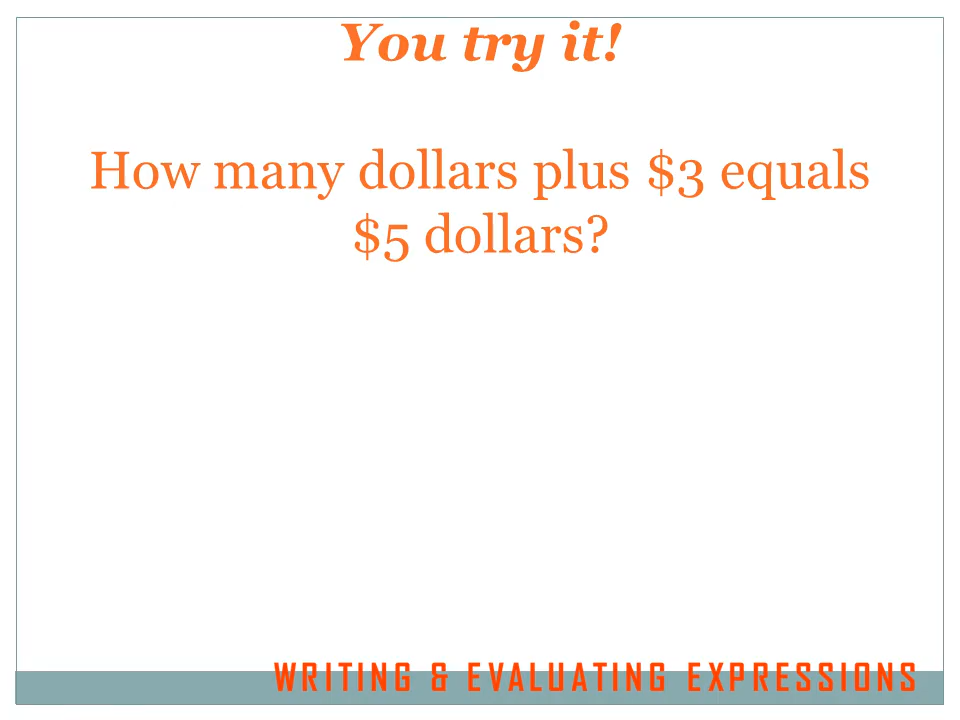 You try it!
How many dollars plus $3 equals
$5 dollars?
WRITING & EVALUATING EXPRESSIONS